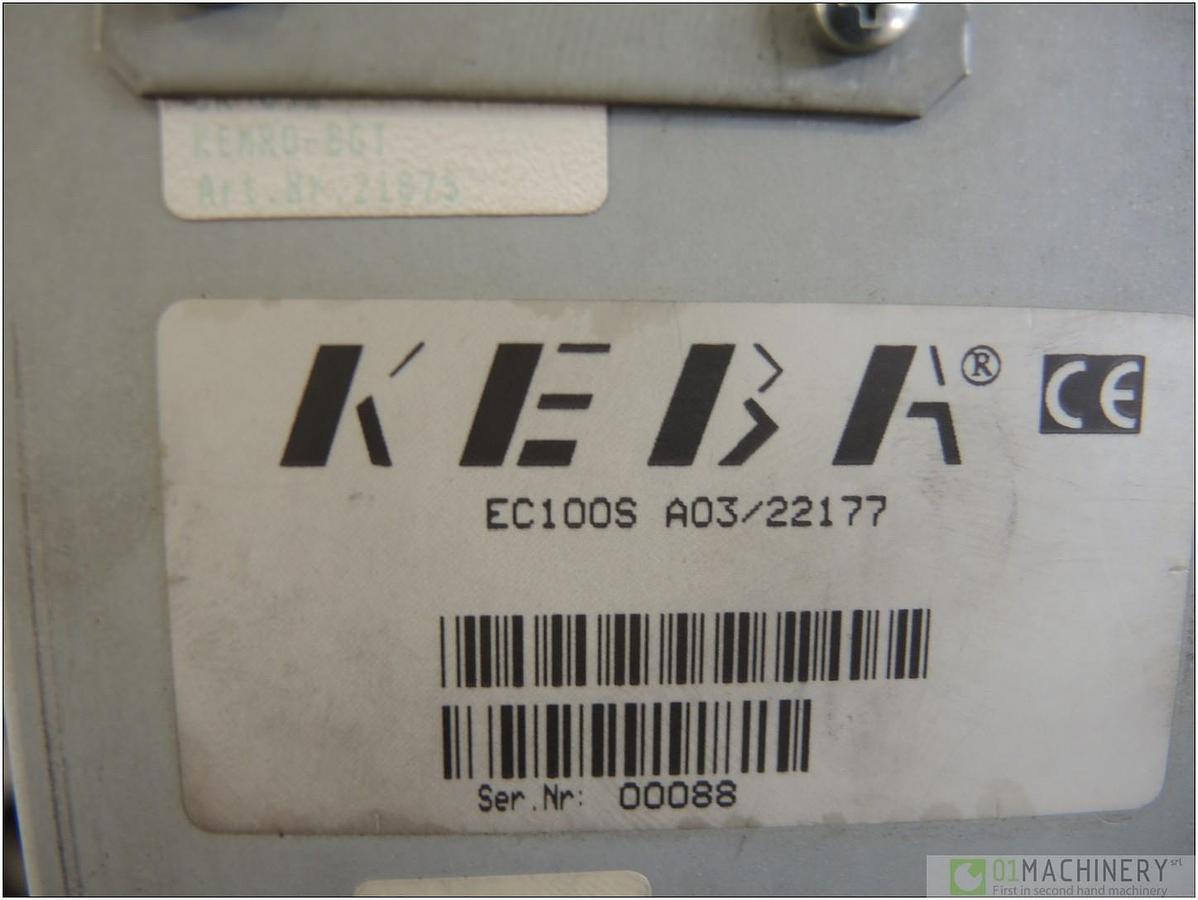 KEMRO-BGT
Art.Nr.21875
KEBA® CE
EC100S A03/22177
Ser.Nr: 00088
01MACHINERY srl
First in second hand machinery